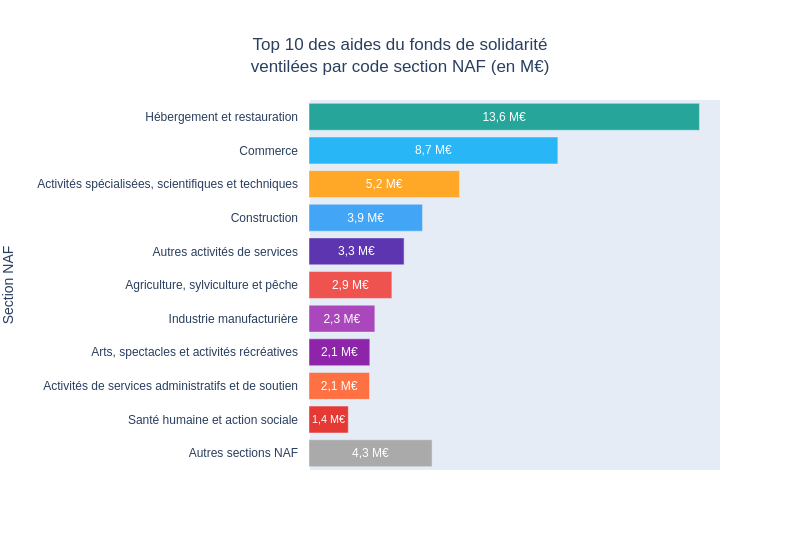 Top 10 des aides du fonds de solidarité
ventilées par code section NAF (en M€)
Section NAF
Hébergement et restauration 13,6 M€
Commerce 8,7 M€
Activités spécialisées, scientifiques et techniques 5,2 M€
Construction 3,9 M€
Autres activités de services 3,3 M€
Agriculture, sylviculture et pêche 2,9 M€
Industrie manufacturière 2,3 M€
Arts, spectacles et activités récréatives 2,1 M€
Activités de services administratifs et de soutien 2,1 M€
Santé humaine et action sociale 1,4 M€
Autres sections NAF 4,3 M€